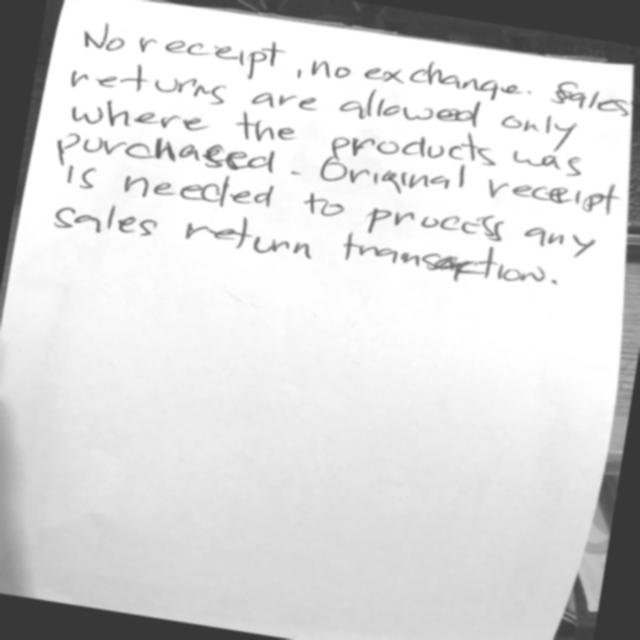 No receipt, no exchange. Sales
returns are allowed only
where the products was
purchased. Original receipt
is needed to process any
sales return transaction.